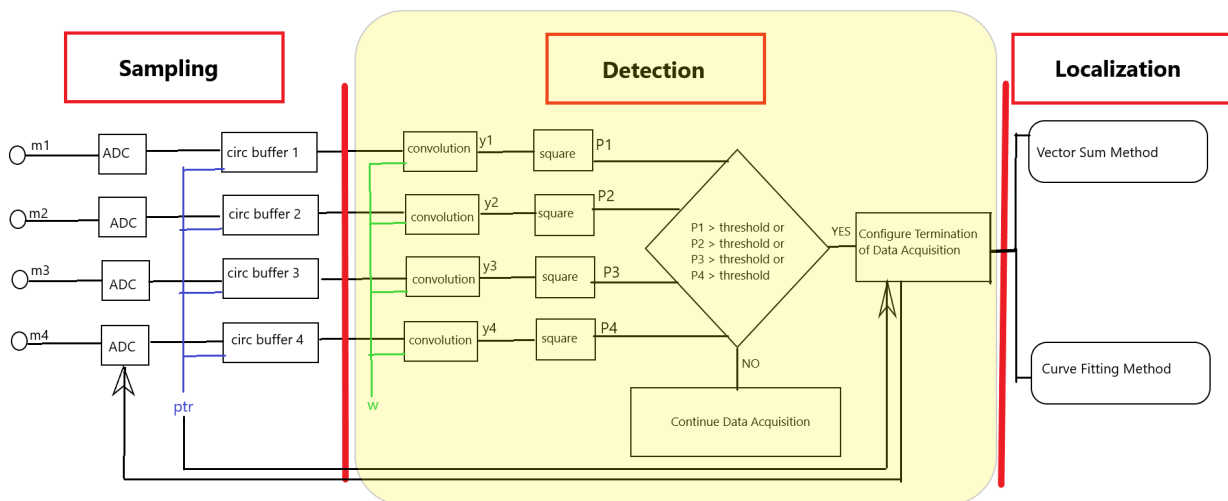 Sampling
Detection
Localization
m1
ADC
circ buffer 1
convolution
y1
square
P1
m2
ADC
circ buffer 2
convolution
y2
square
P2
m3
ADC
circ buffer 3
convolution
y3
square
P3
m4
ADC
circ buffer 4
convolution
y4
square
P4
ptr
w
P1 > threshold or
P2 > threshold or
P3 > threshold or
P4 > threshold
YES
NO
Continue Data Acquisition
Configure Termination
of Data Acquisition
Vector Sum Method
Curve Fitting Method